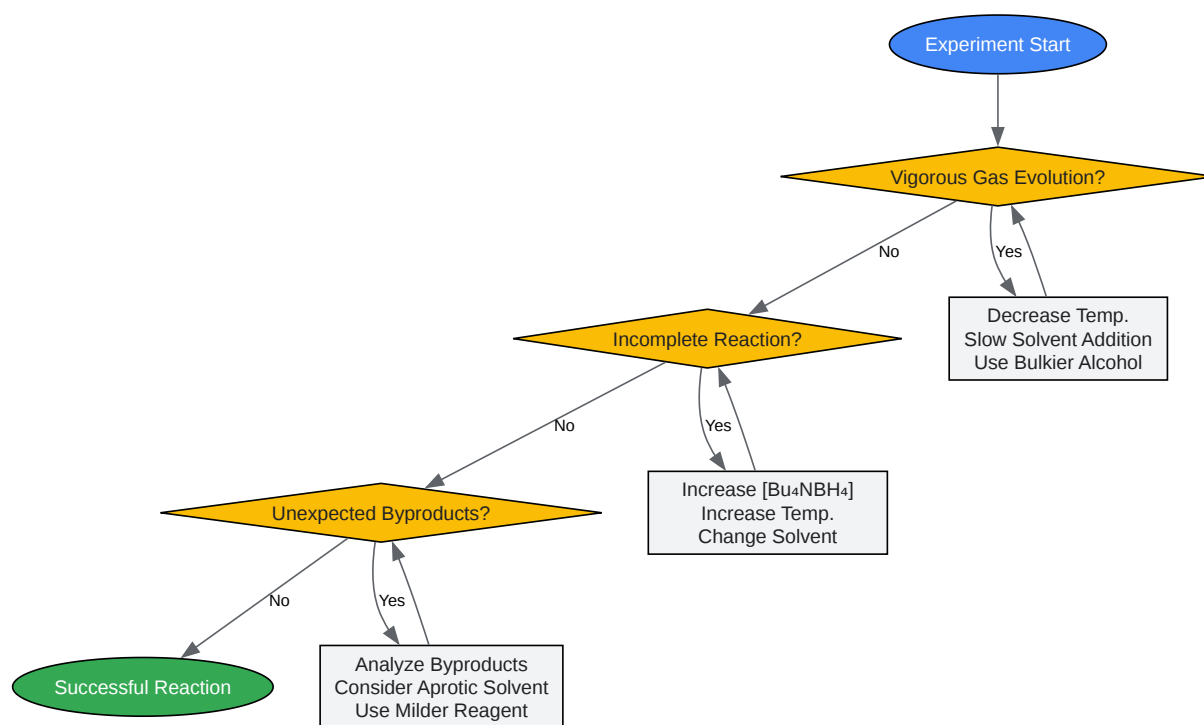 Experiment Start
Vigorous Gas Evolution?
No
Yes
Decrease Temp.
Slow Solvent Addition
Use Bulkier Alcohol
Incomplete Reaction?
No
Yes
Increase [Bu₄NBH₄]
Increase Temp.
Change Solvent
Unexpected Byproducts?
No
Yes
Analyze Byproducts
Consider Aprotic Solvent
Use Milder Reagent
Successful Reaction